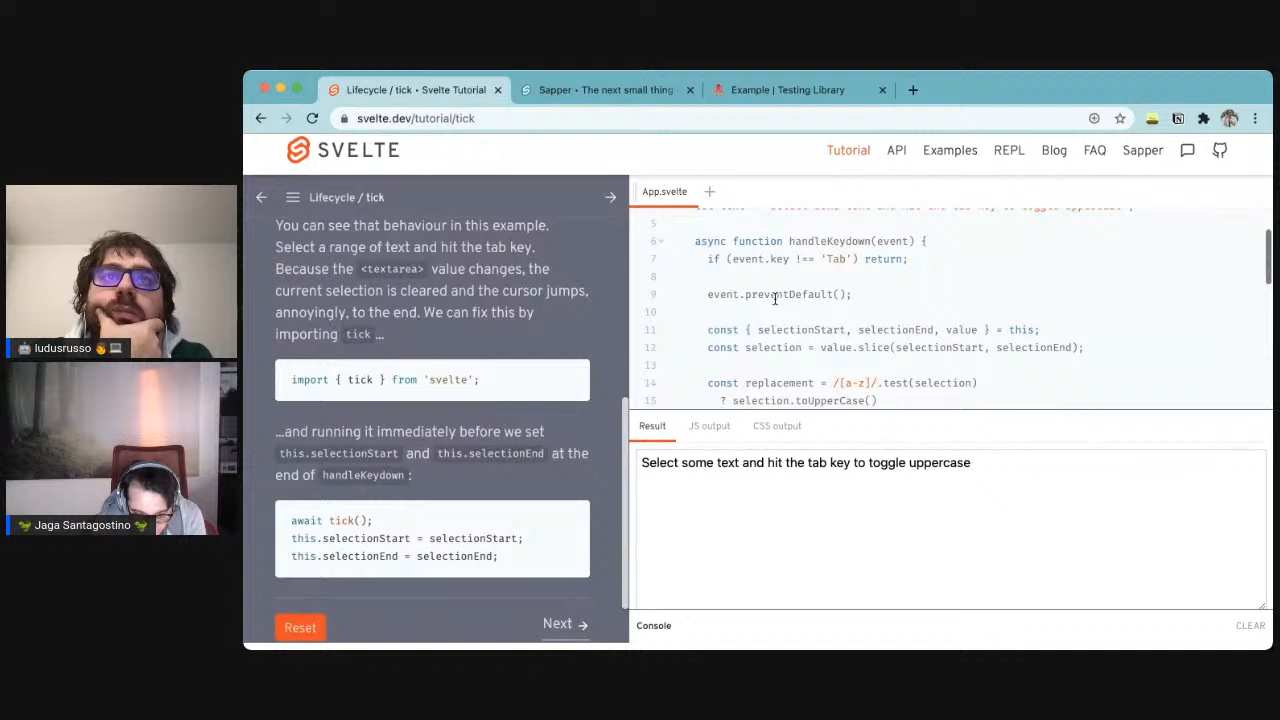 Lifecycle / tick • Svelte Tutorial
Sapper • The next small thing
Example | Testing Library
svelte.dev/tutorial/tick
SVELTE
Tutorial
API
Examples
REPL
Blog
FAQ
Sapper
Lifecycle / tick
You can see that behaviour in this example.
Select a range of text and hit the tab key.
Because the <textarea> value changes, the
current selection is cleared and the cursor jumps,
annoyingly, to the end. We can fix this by
importing tick ...
import { tick } from 'svelte';
...and running it immediately before we set
this.selectionStart and this.selectionEnd at the
end of handleKeydown :
await tick();
this.selectionStart = selectionStart;
this.selectionEnd = selectionEnd;
Reset
Next
App.svelte
5
6 async function handleKeydown(event) {
7 if (event.key !== 'Tab') return;
8
9 event.preventDefault();
10
11 const { selectionStart, selectionEnd, value } = this;
12 const selection = value.slice(selectionStart, selectionEnd);
13
14 const replacement = /[a-z]/.test(selection)
15 ? selection.toUpperCase()
Result
JS output
CSS output
Select some text and hit the tab key to toggle uppercase
Console
CLEAR
ludusrusso
Jaga Santagostino